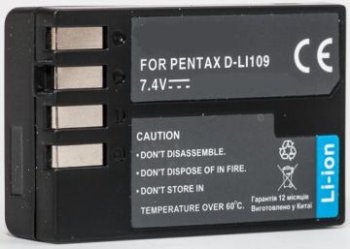 FOR PENTAX D-LI109
7.4V
CE
CAUTION
• DON'T DISASSEMBLE.
• DON'T DISPOSE OF IN FIRE.
• DON'T STORE IN
TEMPERATURE OVER 60°C.
Гарантія 12 місяців
Виготовлено у Китаї
Li-ion